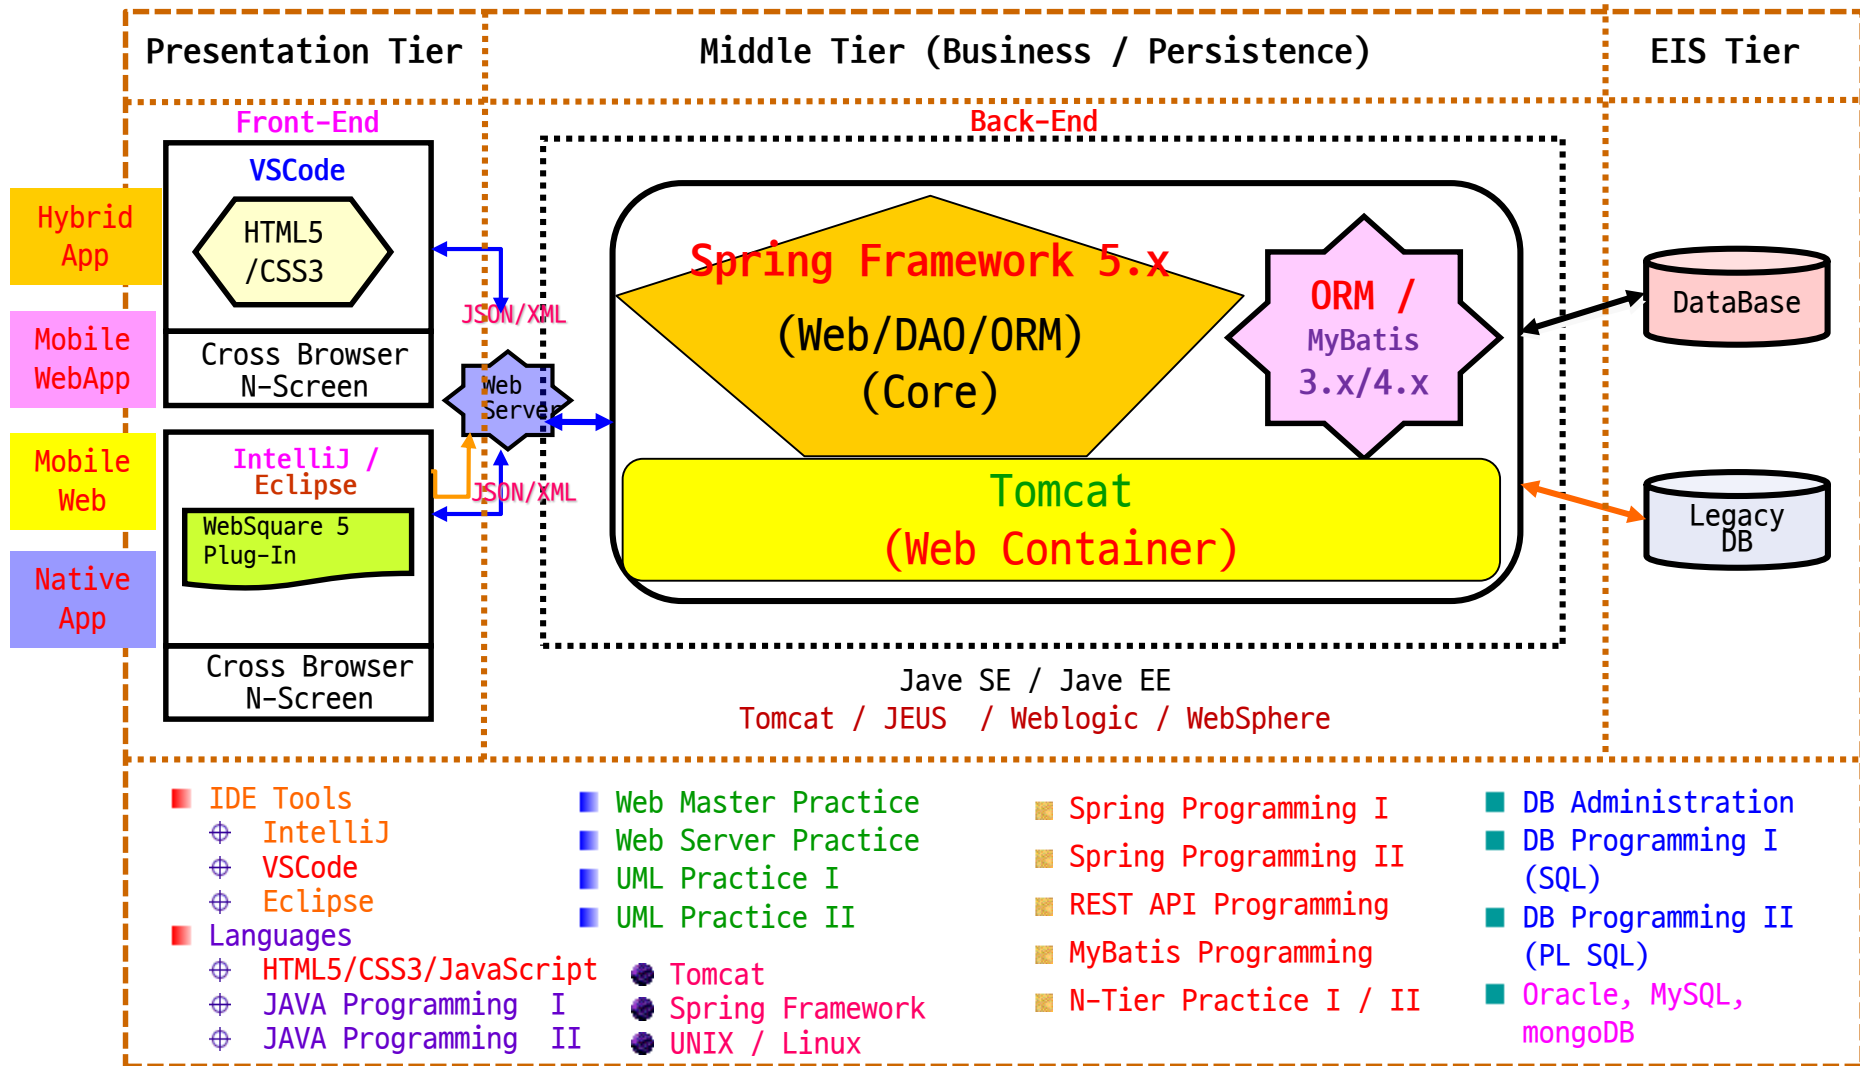 Presentation Tier
Middle Tier (Business / Persistence)
EIS Tier
Front-End
Back-End
VSCode
HTML5
/CSS3
Cross Browser
N-Screen
Hybrid
App
Mobile
WebApp
Mobile
Web
Native
App
IntelliJ /
Eclipse
WebSquare 5
Plug-In
Cross Browser
N-Screen
JSON/XML
Web
Server
JSON/XML
Spring Framework 5.x
(Web/DAO/ORM)
(Core)
ORM /
MyBatis
3.x/4.x
Tomcat
(Web Container)
DataBase
Legacy
DB
Jave SE / Jave EE
Tomcat / JEUS / Weblogic / WebSphere
IDE Tools
IntelliJ
VSCode
Eclipse
Languages
HTML5/CSS3/JavaScript
JAVA Programming I
JAVA Programming II
Web Master Practice
Web Server Practice
UML Practice I
UML Practice II
Tomcat
Spring Framework
UNIX / Linux
Spring Programming I
Spring Programming II
REST API Programming
MyBatis Programming
N-Tier Practice I / II
DB Administration
DB Programming I
(SQL)
DB Programming II
(PL SQL)
Oracle, MySQL,
mongoDB